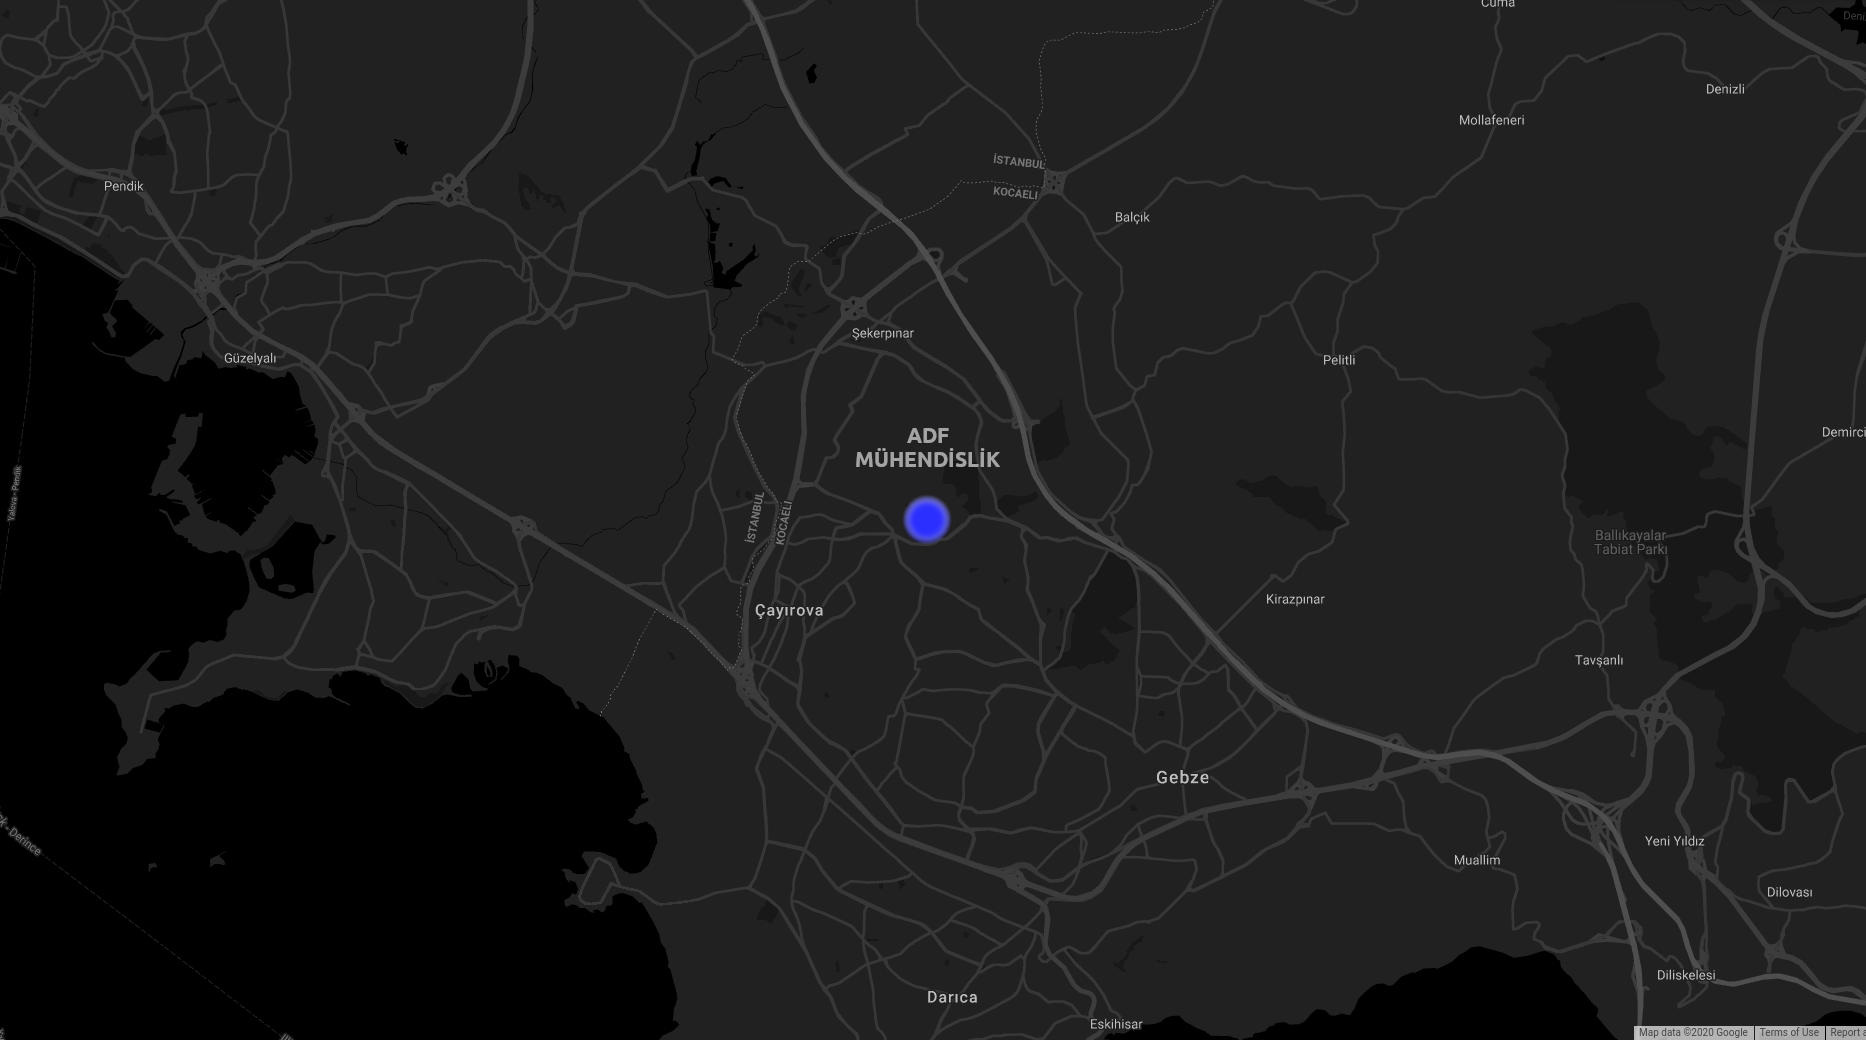 Cuma
Denizli
Mollafeneri
İSTANBUL
KOCAELİ
Pendik
Balçık
Şekerpınar
Güzelyalı
Pelitli
ADF
MÜHENDİSLİK
Demirci
Yalova - Pendik
İSTANBUL
KOCAELİ
Ballıkayalar
Tabiat Parkı
Kirazpınar
Çayırova
Tavşanlı
Gebze
- Derince
Yeni Yıldız
Muallim
Dilovası
Diliskelesi
Darıca
Eskihisar
Map data ©2020 Google
Terms of Use
Report a